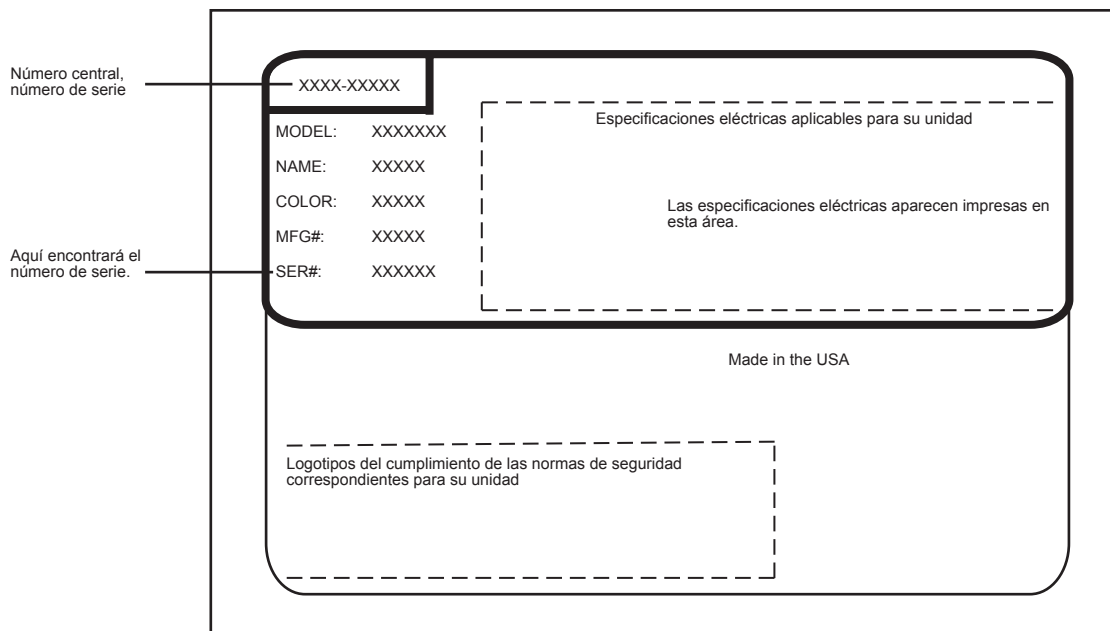 Número central,
número de serie
XXXX-XXXXX
Especificaciones eléctricas aplicables para su unidad
MODEL: XXXXXXX
NAME: XXXXX
COLOR: XXXXX
Las especificaciones eléctricas aparecen impresas en
esta área.
MFG#: XXXXX
Aquí encontrará el
número de serie.
SER#: XXXXXX
Made in the USA
Logotipos del cumplimiento de las normas de seguridad
correspondientes para su unidad